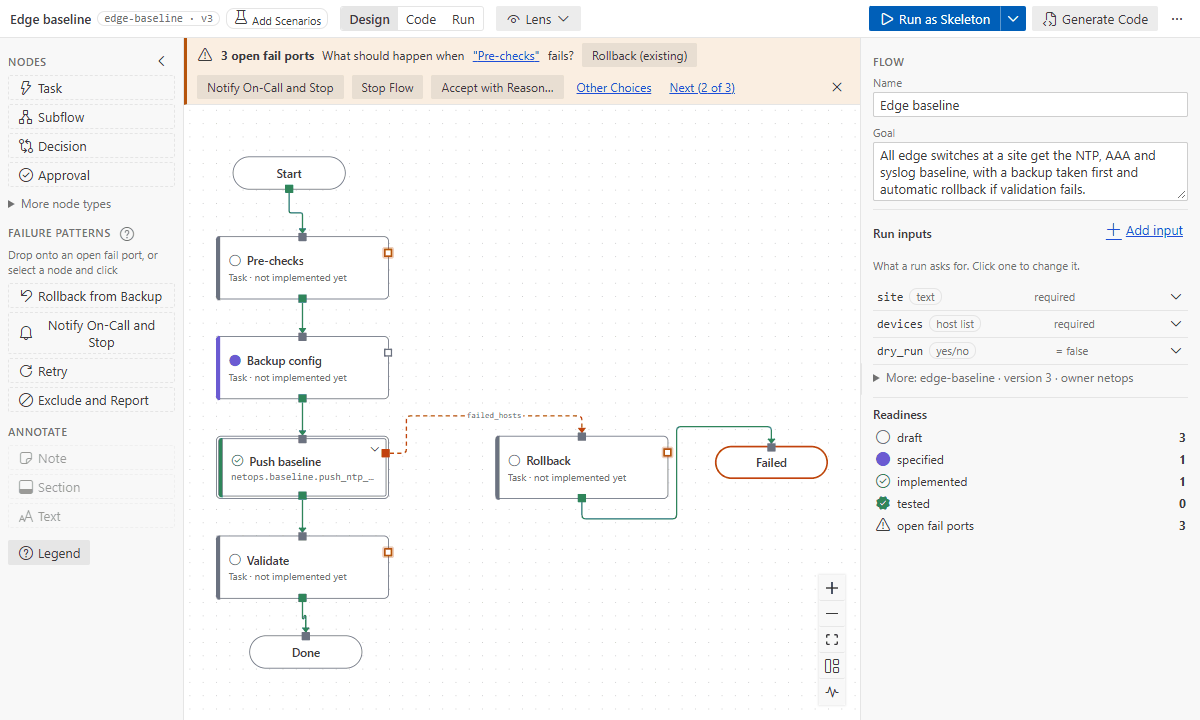 Edge baseline
edge-baseline · v3
Add Scenarios
Design Code Run
Lens
Run as Skeleton
Generate Code
NODES
Task
Subflow
Decision
Approval
More node types
FAILURE PATTERNS
Drop onto an open fail port, or
select a node and click
Rollback from Backup
Notify On-Call and
Stop
Retry
Exclude and Report
ANNOTATE
Note
Section
Text
Legend
3 open fail ports What should happen when "Pre-checks" fails? Rollback (existing)
Notify On-Call and Stop Stop Flow Accept with Reason... Other Choices Next (2 of 3)
Start
Pre-checks
Task · not implemented yet
Backup config
Task · not implemented yet
failed_hosts
Push baseline
netops.baseline.push_ntp_…
Rollback
Task · not implemented yet
Failed
Validate
Task · not implemented yet
Done
FLOW
Name
Edge baseline
Goal
All edge switches at a site get the NTP, AAA and
syslog baseline, with a backup taken first and
automatic rollback if validation fails.
Run inputs
Add input
What a run asks for. Click one to change it.
site text required
devices host list required
dry_run yes/no = false
More: edge-baseline · version 3 · owner netops
Readiness
draft 3
specified 1
implemented 1
tested 0
open fail ports 3